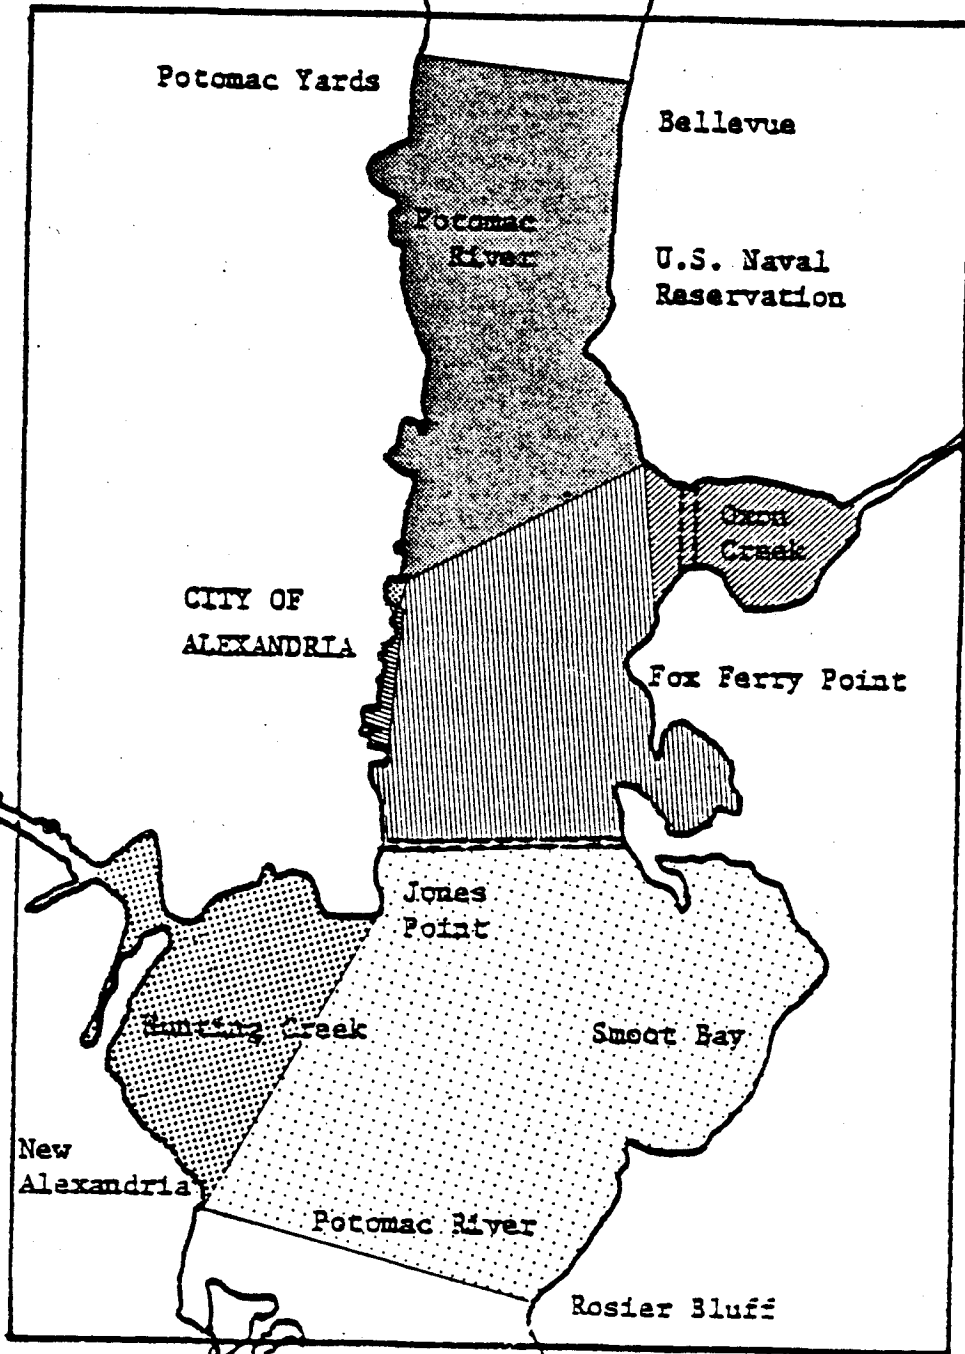 Potomac Yards
Bellevue
Potomac
River
U.S. Naval
Reservation
Oxon
Creek
CITY OF
ALEXANDRIA
Fox Ferry Point
Jones
Point
Hunting Creek
Smoot Bay
New
Alexandria
Potomac River
Rosier Bluff